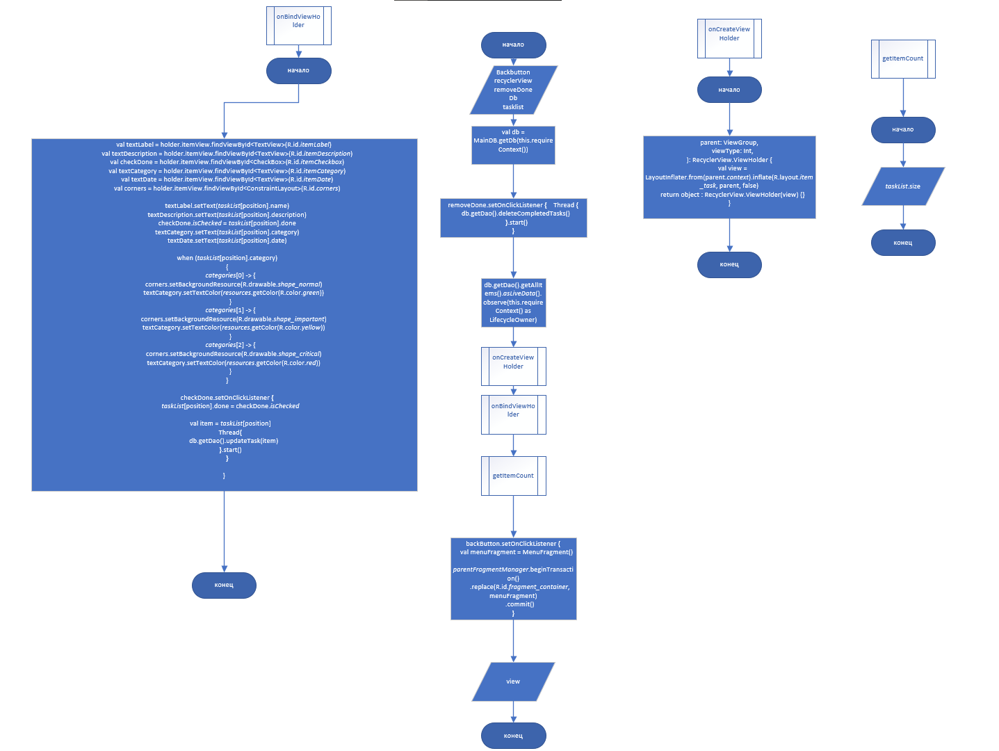 onBindViewHo
lder
начало
val textLabel = holder.itemView.findViewById<TextView>(R.id.itemLabel)
val textDescription = holder.itemView.findViewById<TextView>(R.id.itemDescription)
val checkDone = holder.itemView.findViewById<CheckBox>(R.id.itemCheckbox)
val textCategory = holder.itemView.findViewById<TextView>(R.id.itemCategory)
val textDate = holder.itemView.findViewById<TextView>(R.id.itemDate)
val corners = holder.itemView.findViewById<ConstraintLayout>(R.id.corners)
textLabel.setText(taskList[position].name)
textDescription.setText(taskList[position].description)
checkDone.isChecked = taskList[position].done
textCategory.setText(taskList[position].category)
textDate.setText(taskList[position].date)
when (taskList[position].category)
{
categories[0] -> {
corners.setBackgroundResource(R.drawable.shape_normal)
textCategory.setTextColor(resources.getColor(R.color.green))
}
categories[1] -> {
corners.setBackgroundResource(R.drawable.shape_important)
textCategory.setTextColor(resources.getColor(R.color.yellow))
}
categories[2] -> {
corners.setBackgroundResource(R.drawable.shape_critical)
textCategory.setTextColor(resources.getColor(R.color.red))
}
}
checkDone.setOnClickListener {
taskList[position].done = checkDone.isChecked
val item = taskList[position]
Thread{
db.getDao().updateTask(item)
}.start()
}
}
конец
начало
Backbutton
recyclerView
removeDone
Db
tasklist
val db =
MainDB.getDb(this.require
Context())
removeDone.setOnClickListener { Thread {
db.getDao().deleteCompletedTasks()
}.start()
}
db.getDao().getAllIt
ems().asLiveData().
observe(this.require
Context() as
LifecycleOwner)
onCreateView
Holder
onBindViewHo
lder
getItemCount
backButton.setOnClickListener {
val menuFragment = MenuFragment()
parentFragmentManager.beginTransacti
on()
.replace(R.id.fragment_container,
menuFragment)
.commit()
}
view
конец
onCreateView
Holder
начало
parent: ViewGroup,
viewType: Int,
): RecyclerView.ViewHolder {
val view =
LayoutInflater.from(parent.context).inflate(R.layout.item
_task, parent, false)
return object : RecyclerView.ViewHolder(view) {}
}
конец
getItemCount
начало
taskList.size
конец